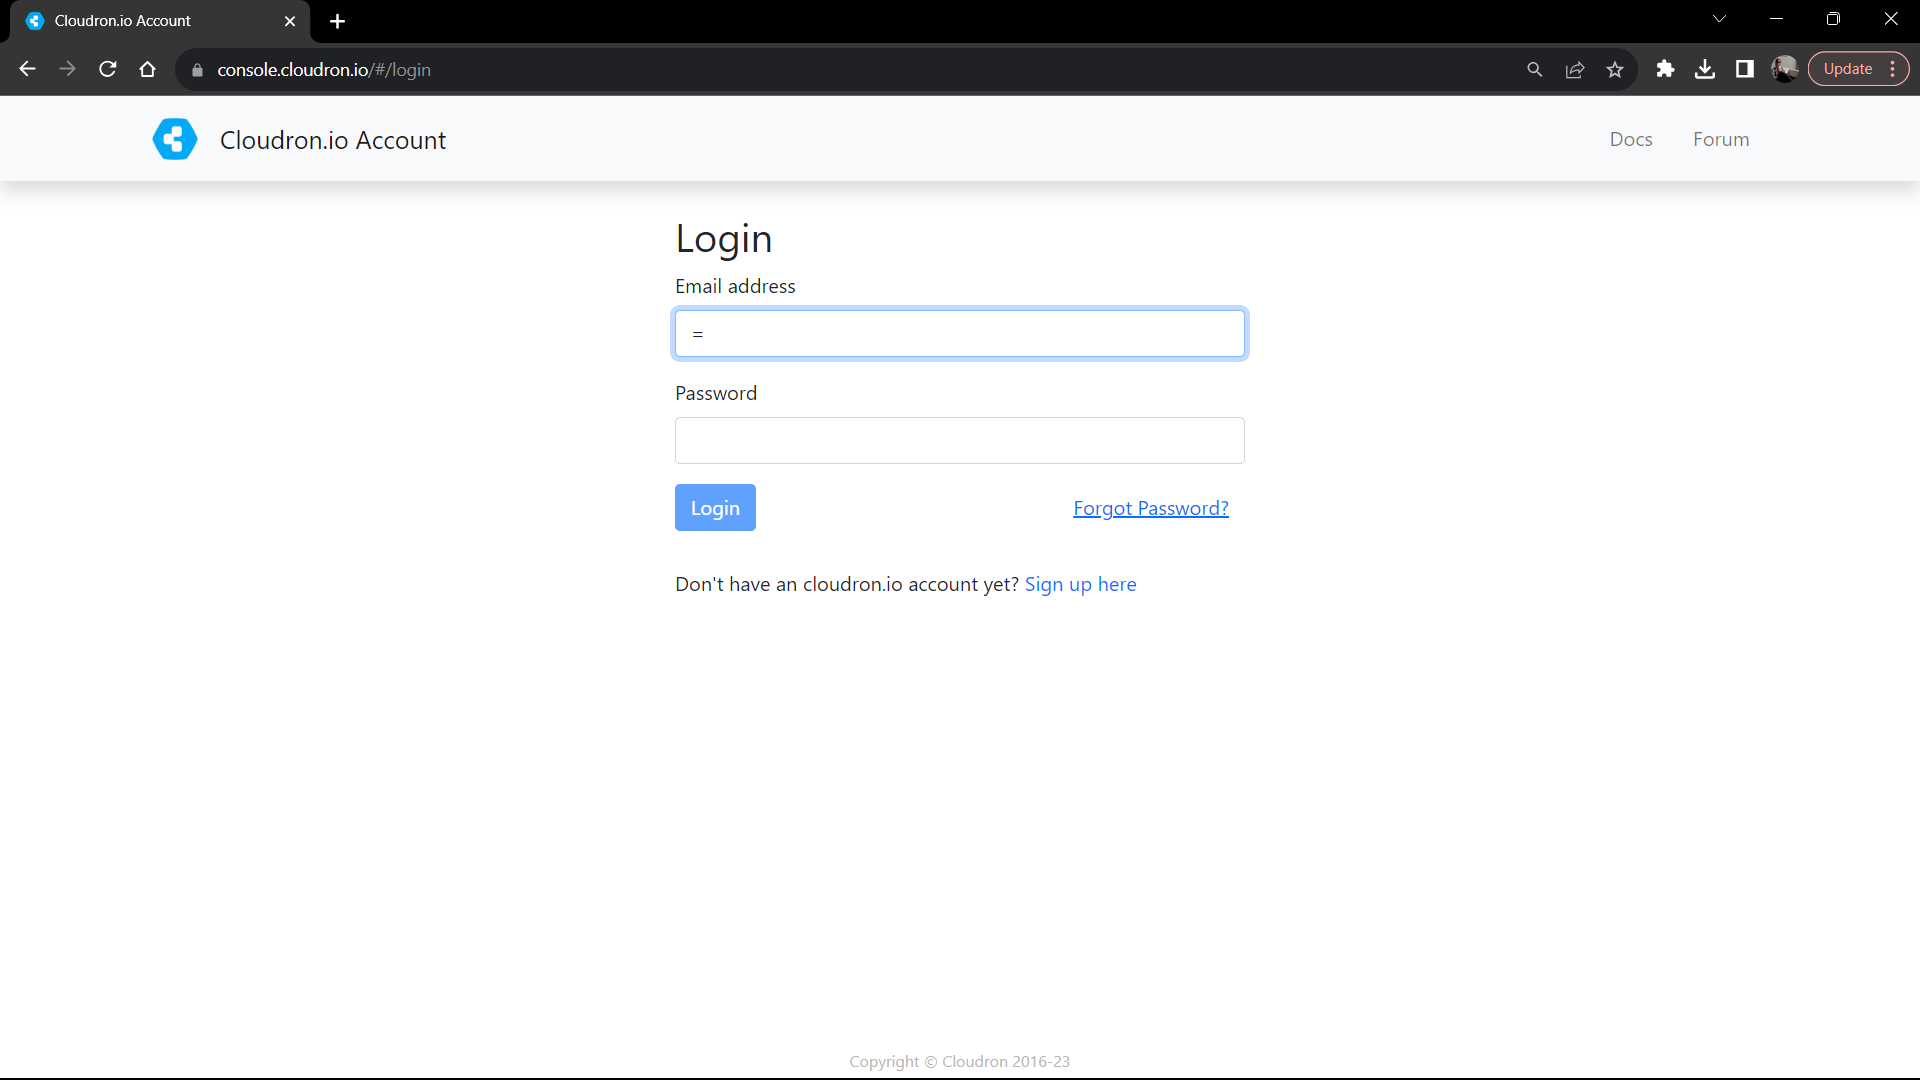 Cloudron.io Account
console.cloudron.io/#/login
Update
Cloudron.io Account
Docs
Forum
Login
Email address
=
Password
Login
Forgot Password?
Don't have an cloudron.io account yet? Sign up here
Copyright © Cloudron 2016-23